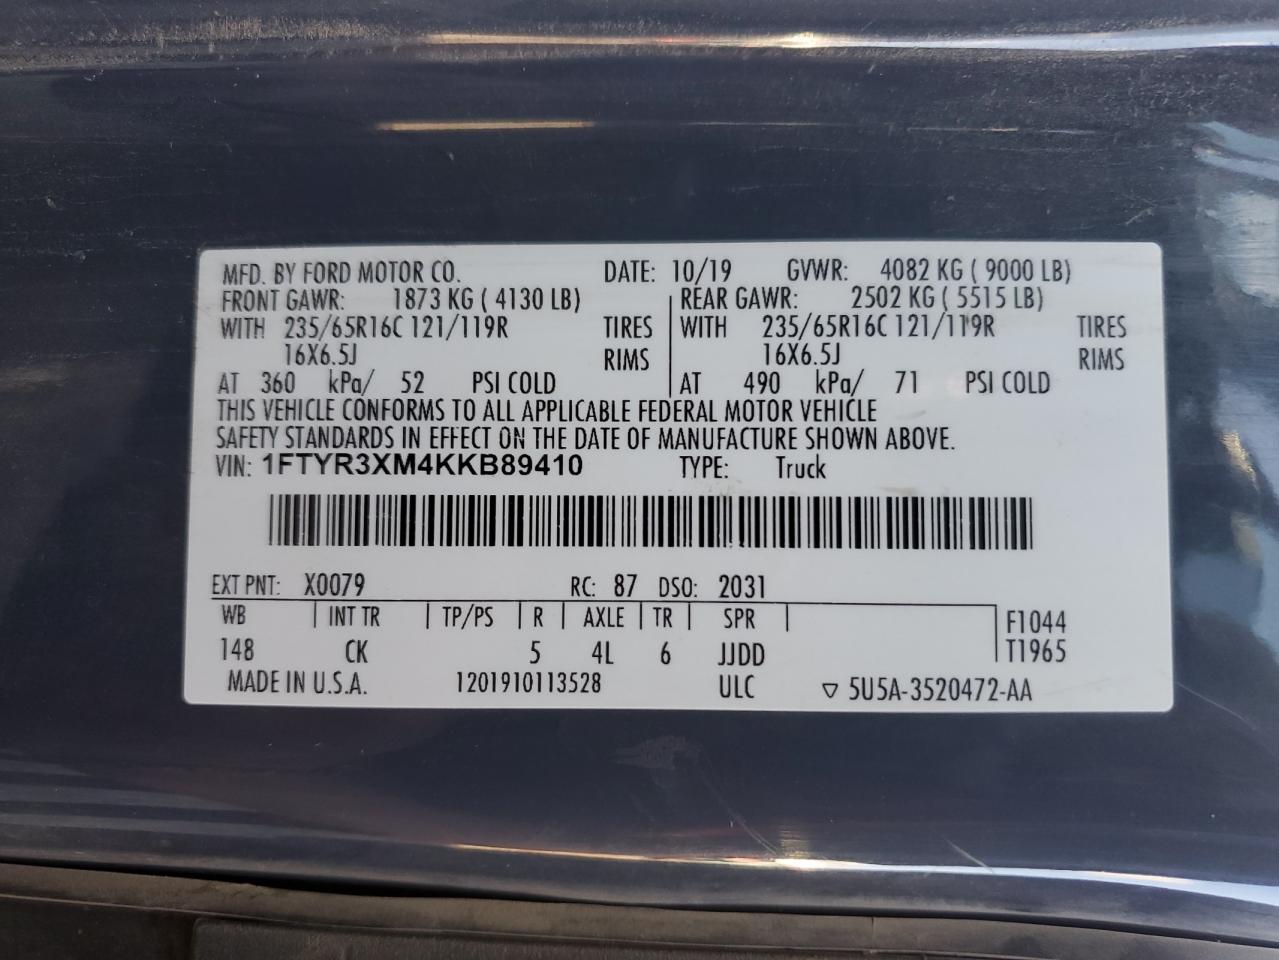 MFD. BY FORD MOTOR CO. DATE: 10/19 GVWR: 4082 KG ( 9000 LB)
FRONT GAWR: 1873 KG ( 4130 LB) REAR GAWR: 2502 KG ( 5515 LB)
WITH 235/65R16C 121/119R TIRES WITH 235/65R16C 121/119R TIRES
16X6.5J RIMS 16X6.5J RIMS
AT 360 kPa/ 52 PSI COLD AT 490 kPa/ 71 PSI COLD
THIS VEHICLE CONFORMS TO ALL APPLICABLE FEDERAL MOTOR VEHICLE
SAFETY STANDARDS IN EFFECT ON THE DATE OF MANUFACTURE SHOWN ABOVE.
VIN: 1FTYR3XM4KKB89410 TYPE: Truck
EXT PNT: X0079 RC: 87 DSO: 2031
WB INT TR TP/PS R AXLE TR SPR F1044
148 CK 5 4L 6 JJDD T1965
MADE IN U.S.A. 1201910113528 ULC ▽ 5U5A-3520472-AA